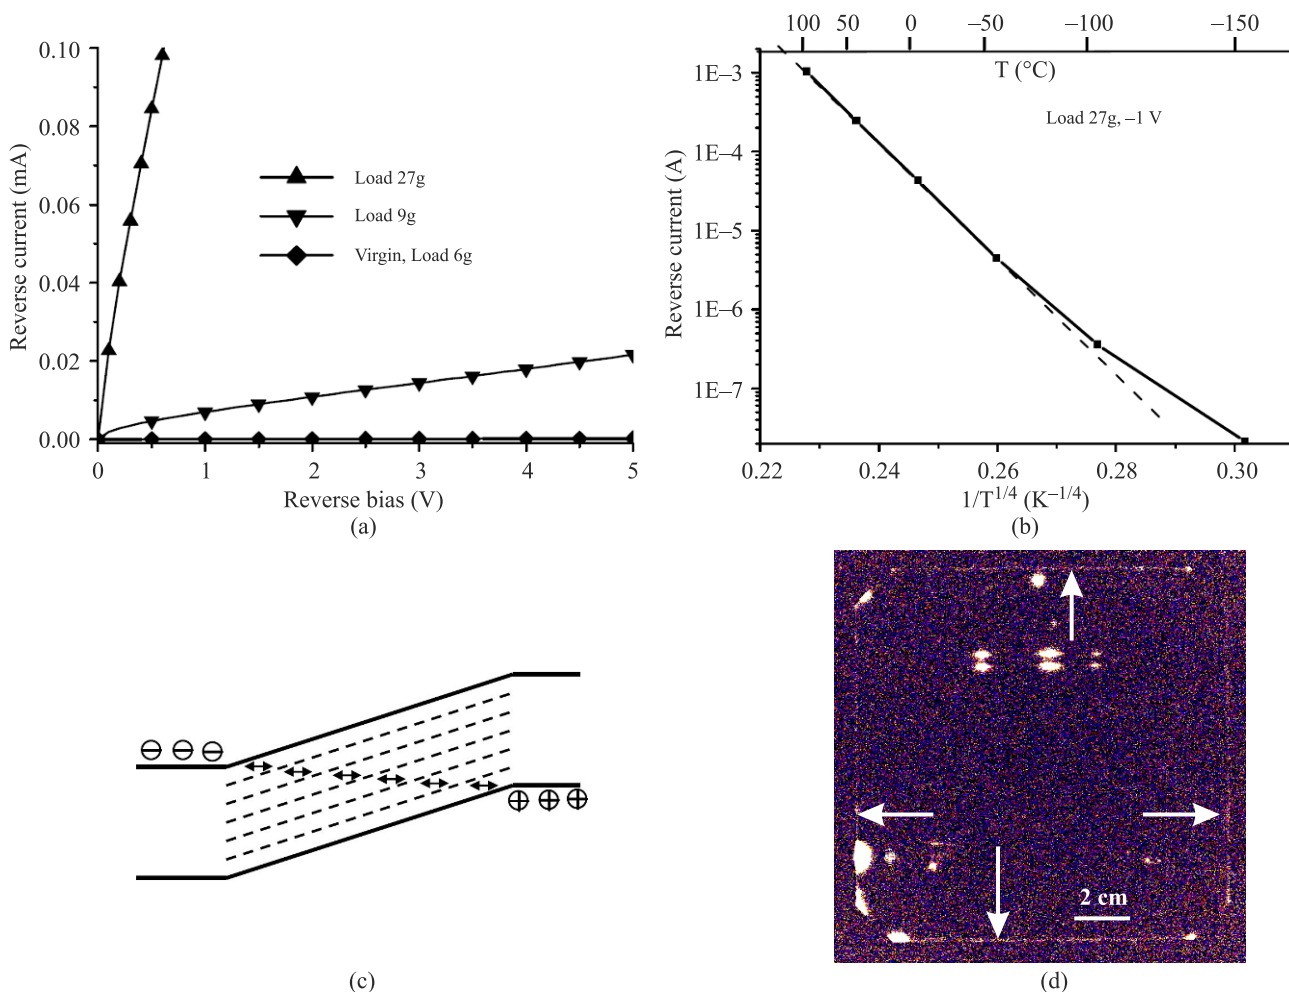 0.10
0.08
0.06
0.04
0.02
0.00
Reverse current (mA)
Load 27g
Load 9g
Virgin, Load 6g
0 1 2 3 4 5
Reverse bias (V)
(a)
100 50 0 −50 −100 −150
T (°C)
Load 27g, −1 V
1E−3
1E−4
1E−5
1E−6
1E−7
Reverse current (A)
0.22 0.24 0.26 0.28 0.30
1/T^{1/4} (K^{−1/4})
(b)
(c)
2 cm
(d)